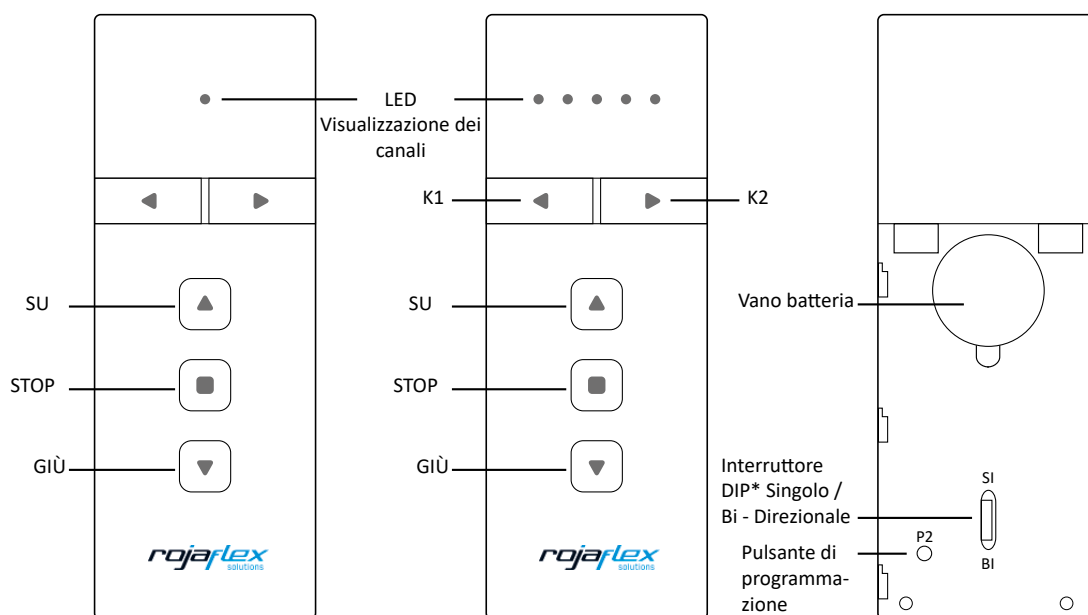 LED
Visualizzazione dei
canali
K1
K2
SU
SU
Vano batteria
STOP
STOP
GIÙ
GIÙ
Interruttore
DIP* Singolo /
Bi - Direzionale
SI
P2
BI
Pulsante di
programma-
zione
rojaflex
solutions
rojaflex
solutions